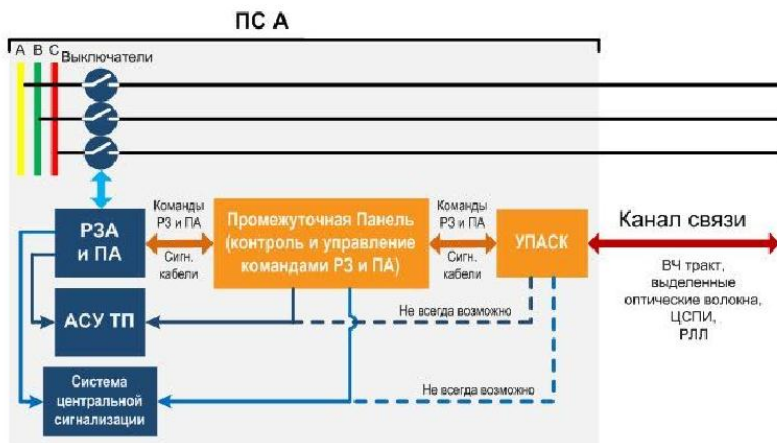 ПС А
А В С
Выключатели
РЗА
и ПА
Команды
РЗ и ПА
Сигн.
кабели
Промежуточная Панель
(контроль и управление
командами РЗ и ПА)
Команды
РЗ и ПА
Сигн.
кабели
УПАСК
Канал связи
ВЧ тракт,
выделенные
оптические волокна,
ЦСПИ,
РЛЛ
АСУ ТП
Не всегда возможно
Система
центральной
сигнализации
Не всегда возможно